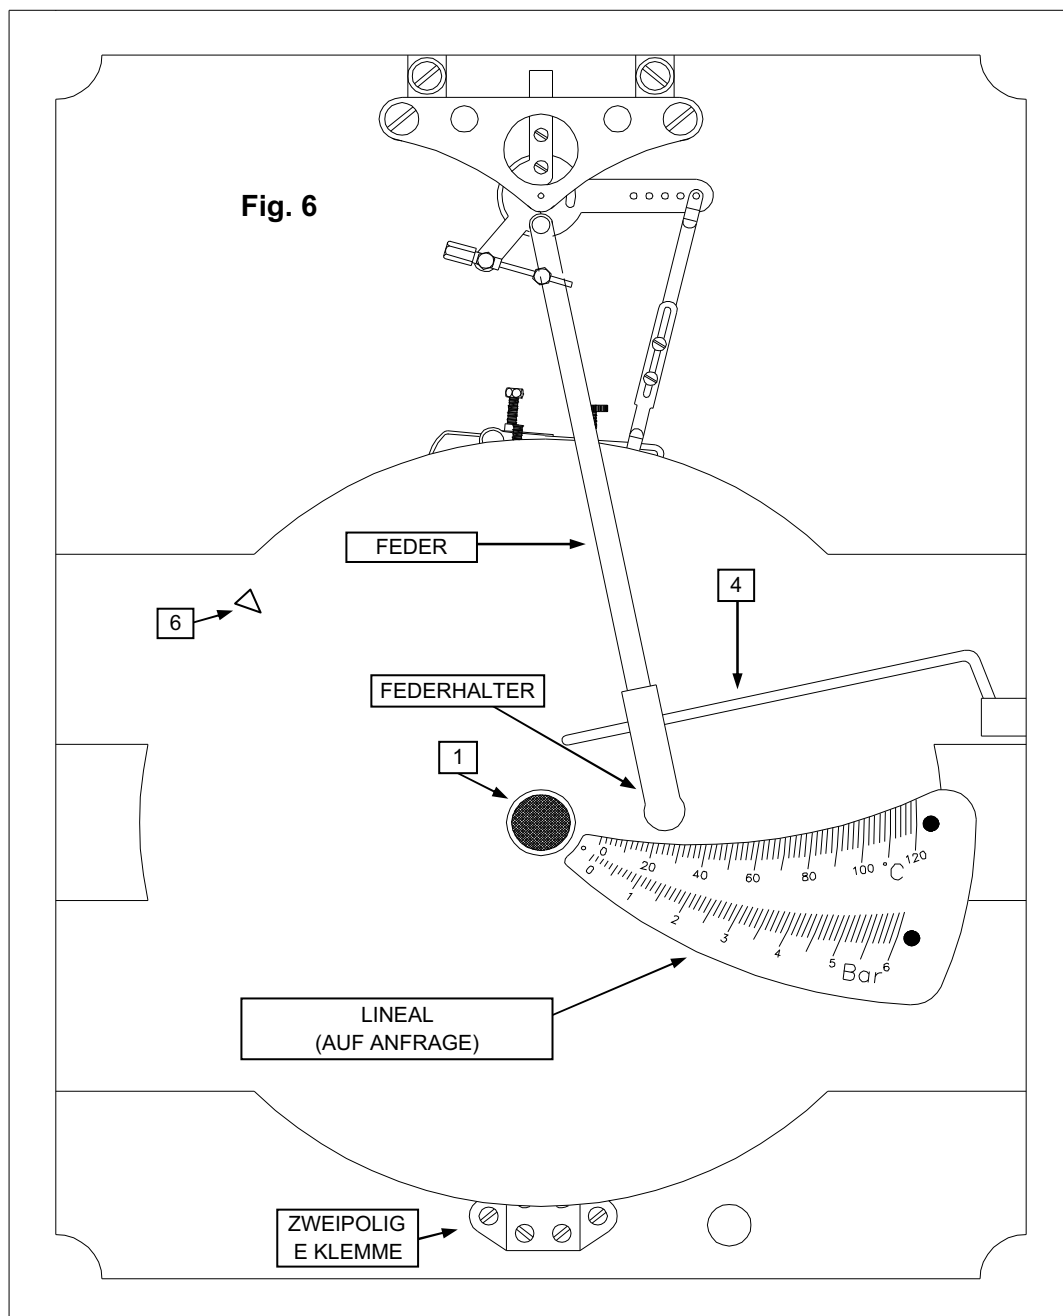 Fig. 6
FEDER
4
6
FEDERHALTER
1
0 20 40 60 80 100 °C 120
0 1 2 3 4 5 6
Bar
LINEAL
(AUF ANFRAGE)
ZWEIPOLIG
E KLEMME